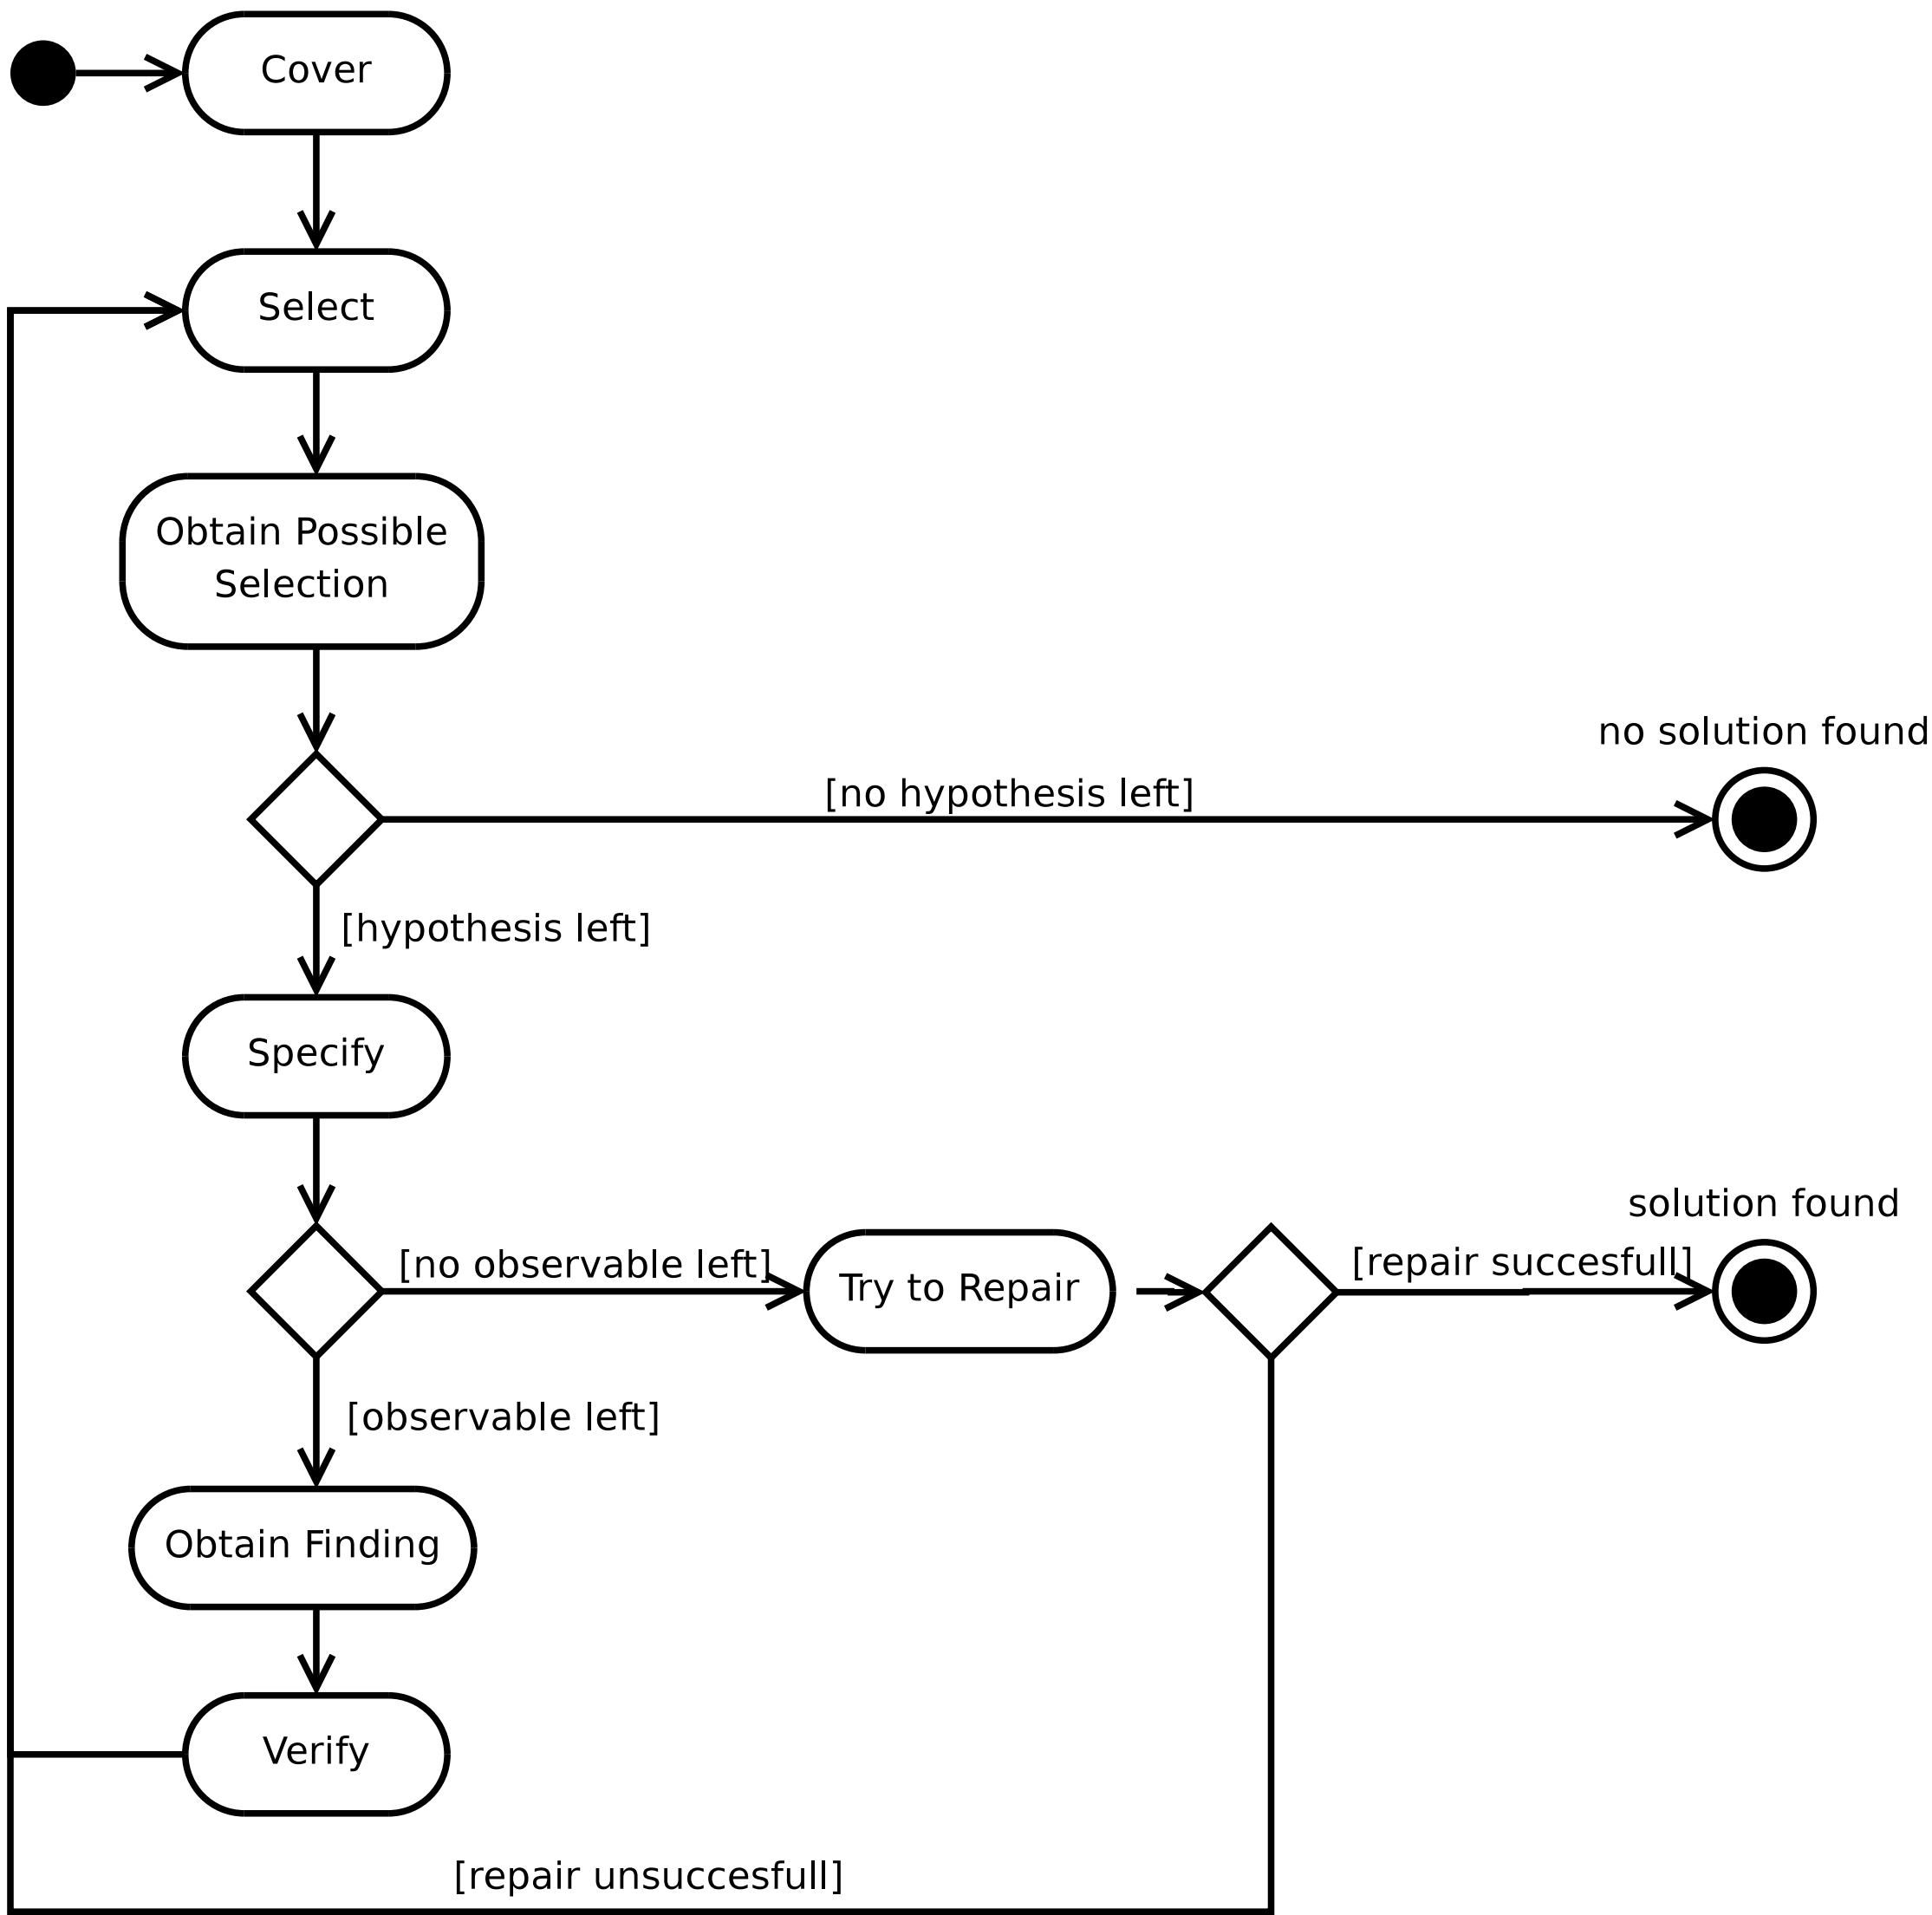 Cover
Select
Obtain Possible
Selection
no solution found
[no hypothesis left]
[hypothesis left]
Specify
solution found
[no observable left]
Try to Repair
[repair succesfull]
[observable left]
Obtain Finding
Verify
[repair unsuccesfull]